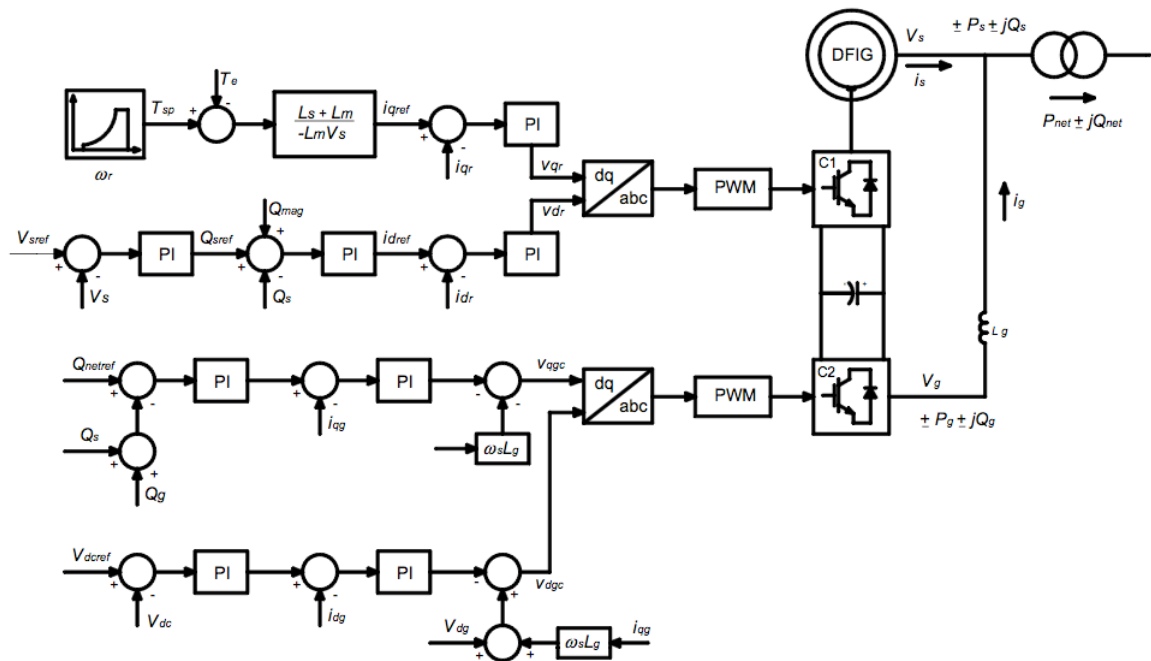 DFIG
Vs
± Ps ± jQs
is
Pnet ± jQnet
ωr
Tsp
Te
+
-
Ls + Lm
-LmVs
iqref
+
-
iqr
PI
vqr
dq
abc
PWM
C1
ig
Vsref
+
-
Vs
PI
Qsref
Qmag
+
+
-
Qs
PI
idref
+
-
idr
PI
vdr
- +
Lg
Qnetref
+
-
PI
+
-
iqg
PI
-
-
vqgc
ωsLg
dq
abc
PWM
C2
Vg
± Pg ± jQg
Qs
+
+
Qg
Vdcref
+
-
Vdc
PI
+
-
idg
PI
-
+
vdgc
Vdg
+
+
ωsLg
iqg